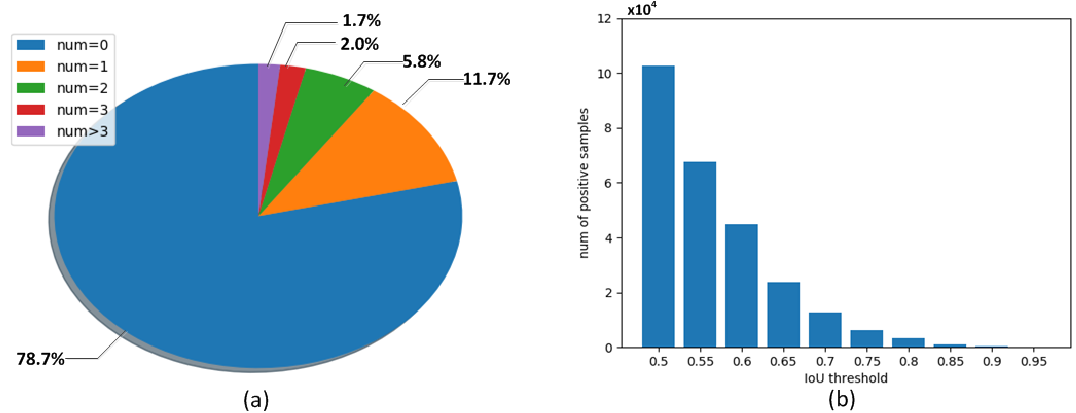 num=0
num=1
num=2
num=3
num>3
1.7%
2.0%
5.8%
11.7%
78.7%
(a)
x10⁴
12
10
8
6
4
2
0
num of positive samples
0.5 0.55 0.6 0.65 0.7 0.75 0.8 0.85 0.9 0.95
IoU threshold
(b)